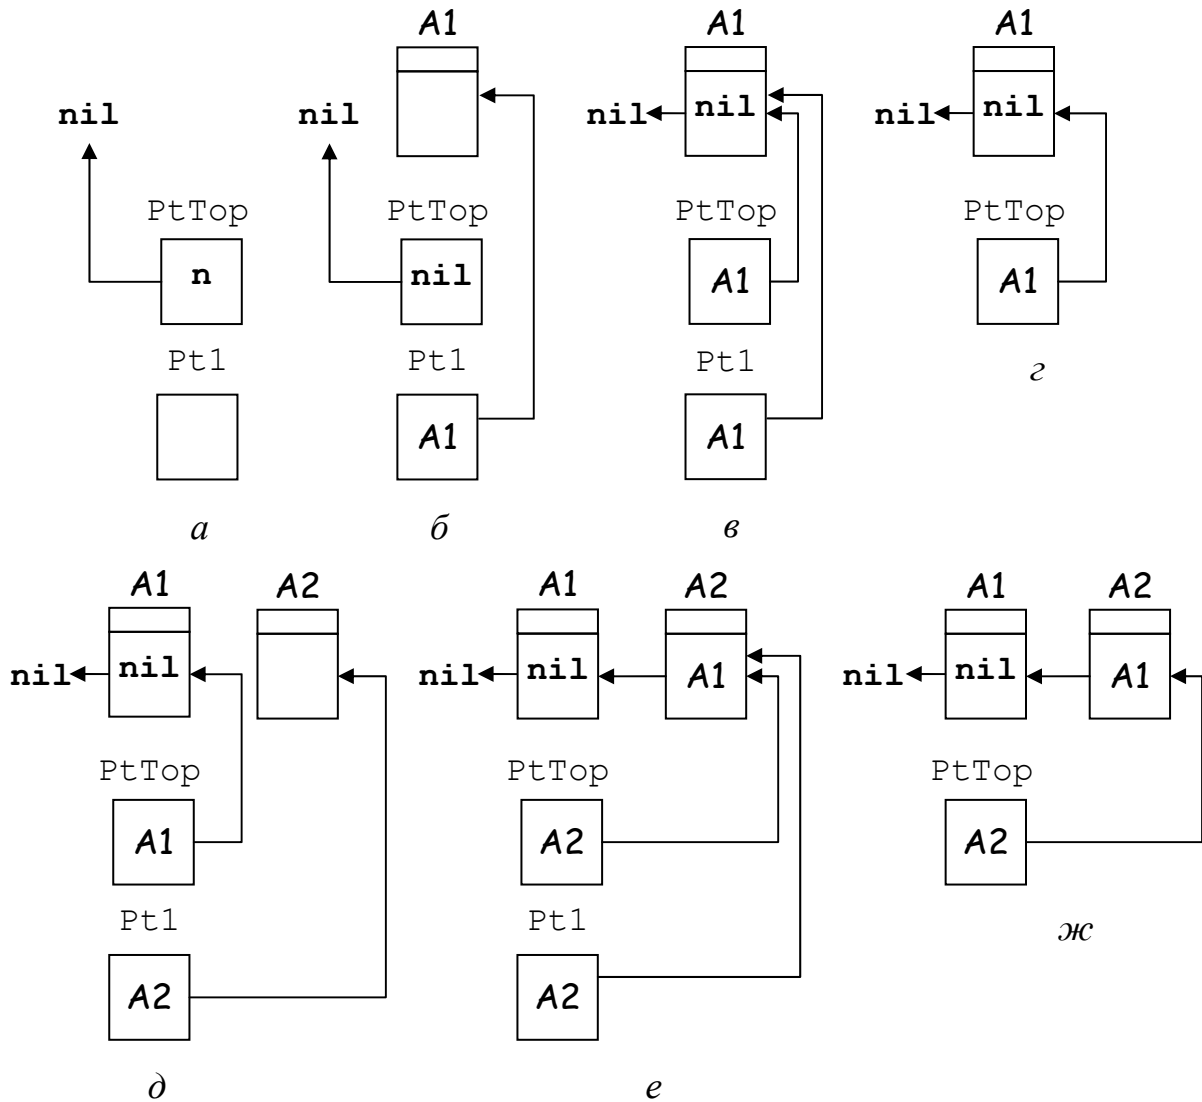 A1 A1 A1
nil nil nil nil nil nil
PtTop PtTop PtTop PtTop
n nil A1 A1
Pt1 Pt1 Pt1
г
A1 A1
а б в
A1 A2 A1 A2 A1 A2
nil nil nil nil A1 nil nil A1
PtTop PtTop PtTop
A1 A2 A2
Pt1 Pt1
ж
A2 A2
д е